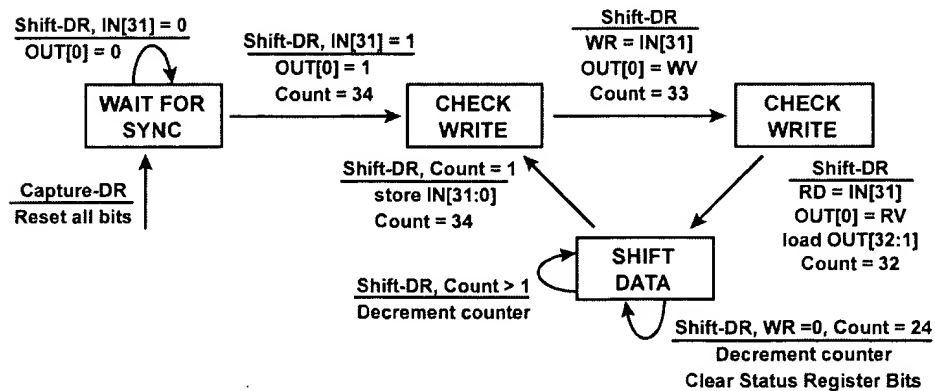 Shift-DR, IN[31] = 0
OUT[0] = 0
Shift-DR, IN[31] = 1
OUT[0] = 1
Count = 34
Shift-DR
WR = IN[31]
OUT[0] = WV
Count = 33
WAIT FOR
SYNC
CHECK
WRITE
CHECK
WRITE
Capture-DR
Reset all bits
Shift-DR, Count = 1
store IN[31:0]
Count = 34
Shift-DR
RD = IN[31]
OUT[0] = RV
load OUT[32:1]
Count = 32
SHIFT
DATA
Shift-DR, Count > 1
Decrement counter
Shift-DR, WR =0, Count = 24
Decrement counter
Clear Status Register Bits